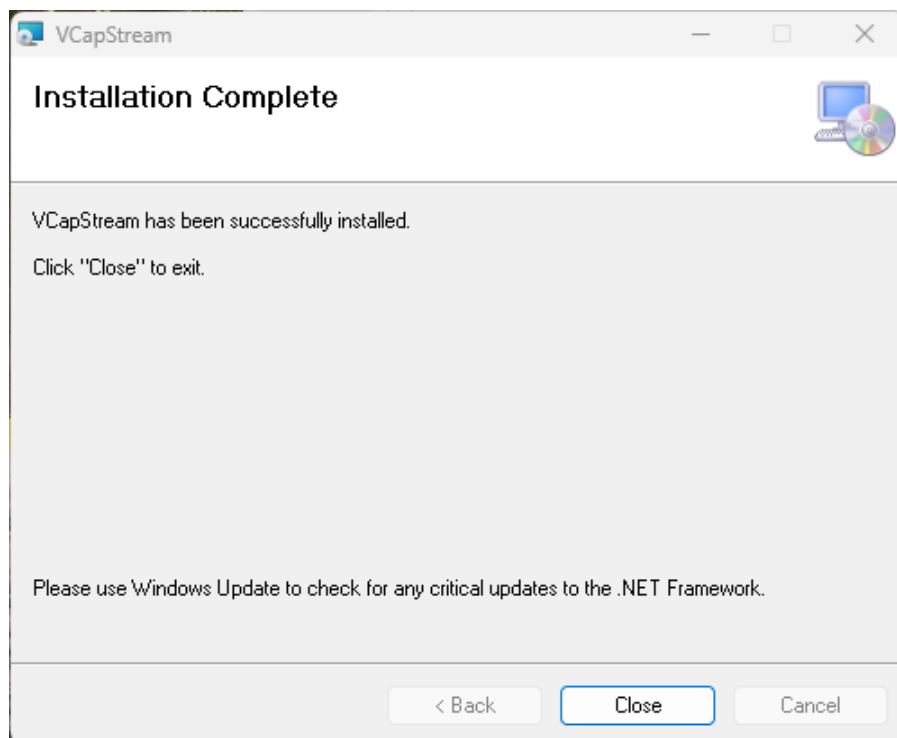 VCapStream
Installation Complete
VCapStream has been successfully installed.
Click "Close" to exit.
Please use Windows Update to check for any critical updates to the .NET Framework.
< Back
Close
Cancel